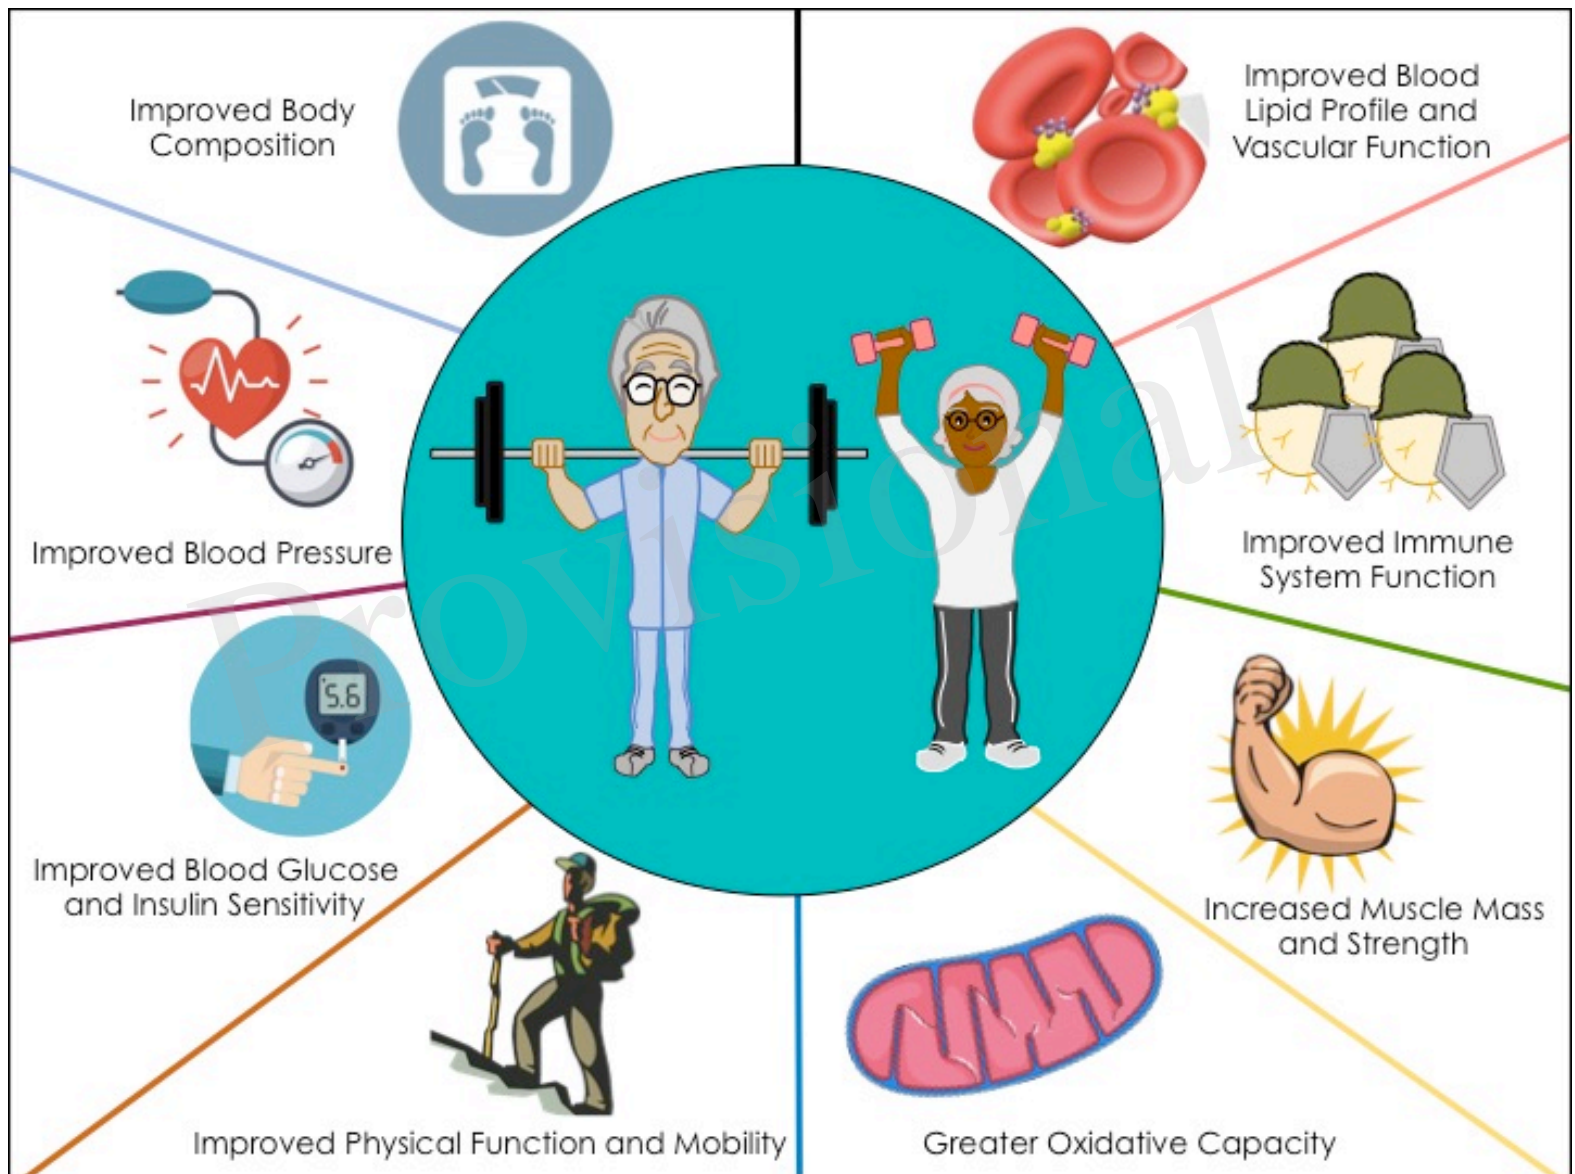 Improved Body
Composition
Improved Blood
Lipid Profile and
Vascular Function
Improved Blood Pressure
Improved Immune
System Function
5.6
Improved Blood Glucose
and Insulin Sensitivity
Increased Muscle Mass
and Strength
Improved Physical Function and Mobility
Greater Oxidative Capacity
Provisional